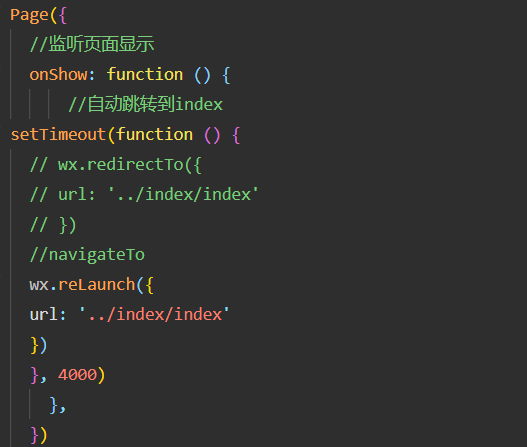 Page({
//监听页面显示
onShow: function () {
//自动跳转到index
setTimeout(function () {
// wx.redirectTo({
// url: '../index/index'
// })
//navigateTo
wx.reLaunch({
url: '../index/index'
})
}, 4000)
},
})